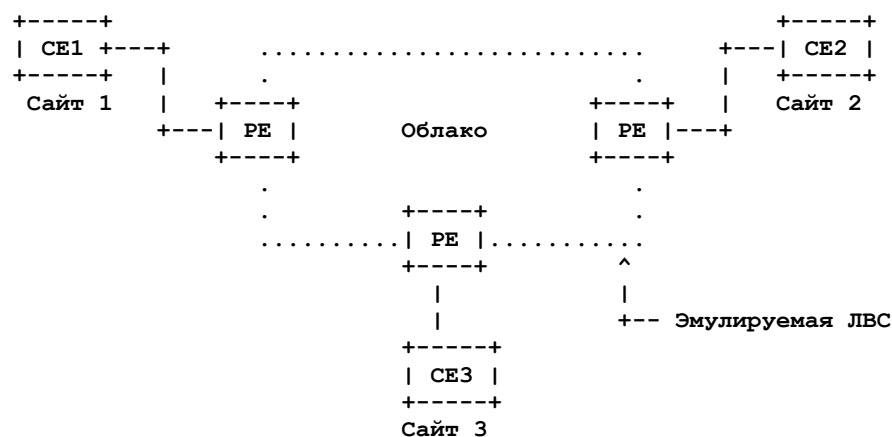 CE1
CE2
Сайт 1
Сайт 2
PE
Облако
PE
PE
Эмулируемая ЛВС
CE3
Сайт 3